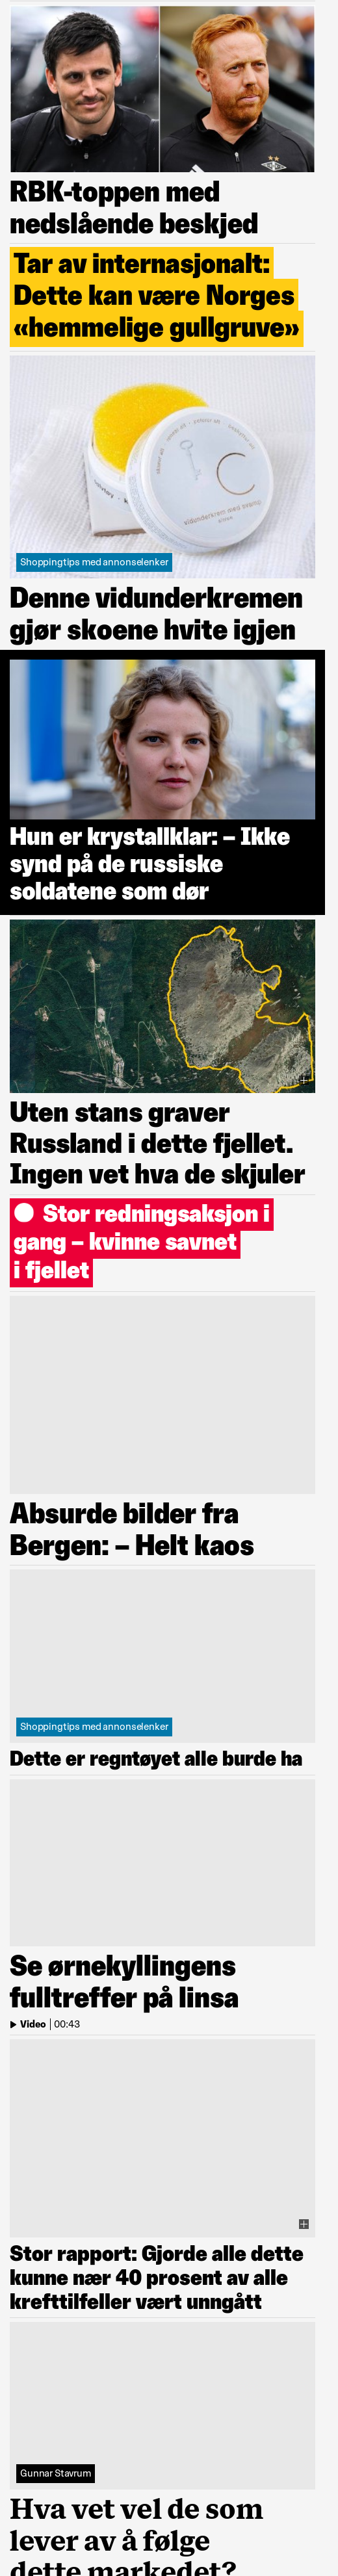 RBK-toppen med
nedslående beskjed
Tar av internasjonalt:
Dette kan være Norges
«hemmelige gullgruve»
vidunderkrem med svamp
Shoppingtips med annonselenker
Denne vidunderkremen
gjør skoene hvite igjen
Hun er krystallklar: – Ikke
synd på de russiske
soldatene som dør
Uten stans graver
Russland i dette fjellet.
Ingen vet hva de skjuler
Stor redningsaksjon i
gang – kvinne savnet
i fjellet
Absurde bilder fra
Bergen: – Helt kaos
Shoppingtips med annonselenker
Dette er regntøyet alle burde ha
Se ørnekyllingens
fulltreffer på linsa
Video | 00:43
Stor rapport: Gjorde alle dette
kunne nær 40 prosent av alle
krefttilfeller vært unngått
Gunnar Stavrum
Hva vet vel de som
lever av å følge
dette markedet?